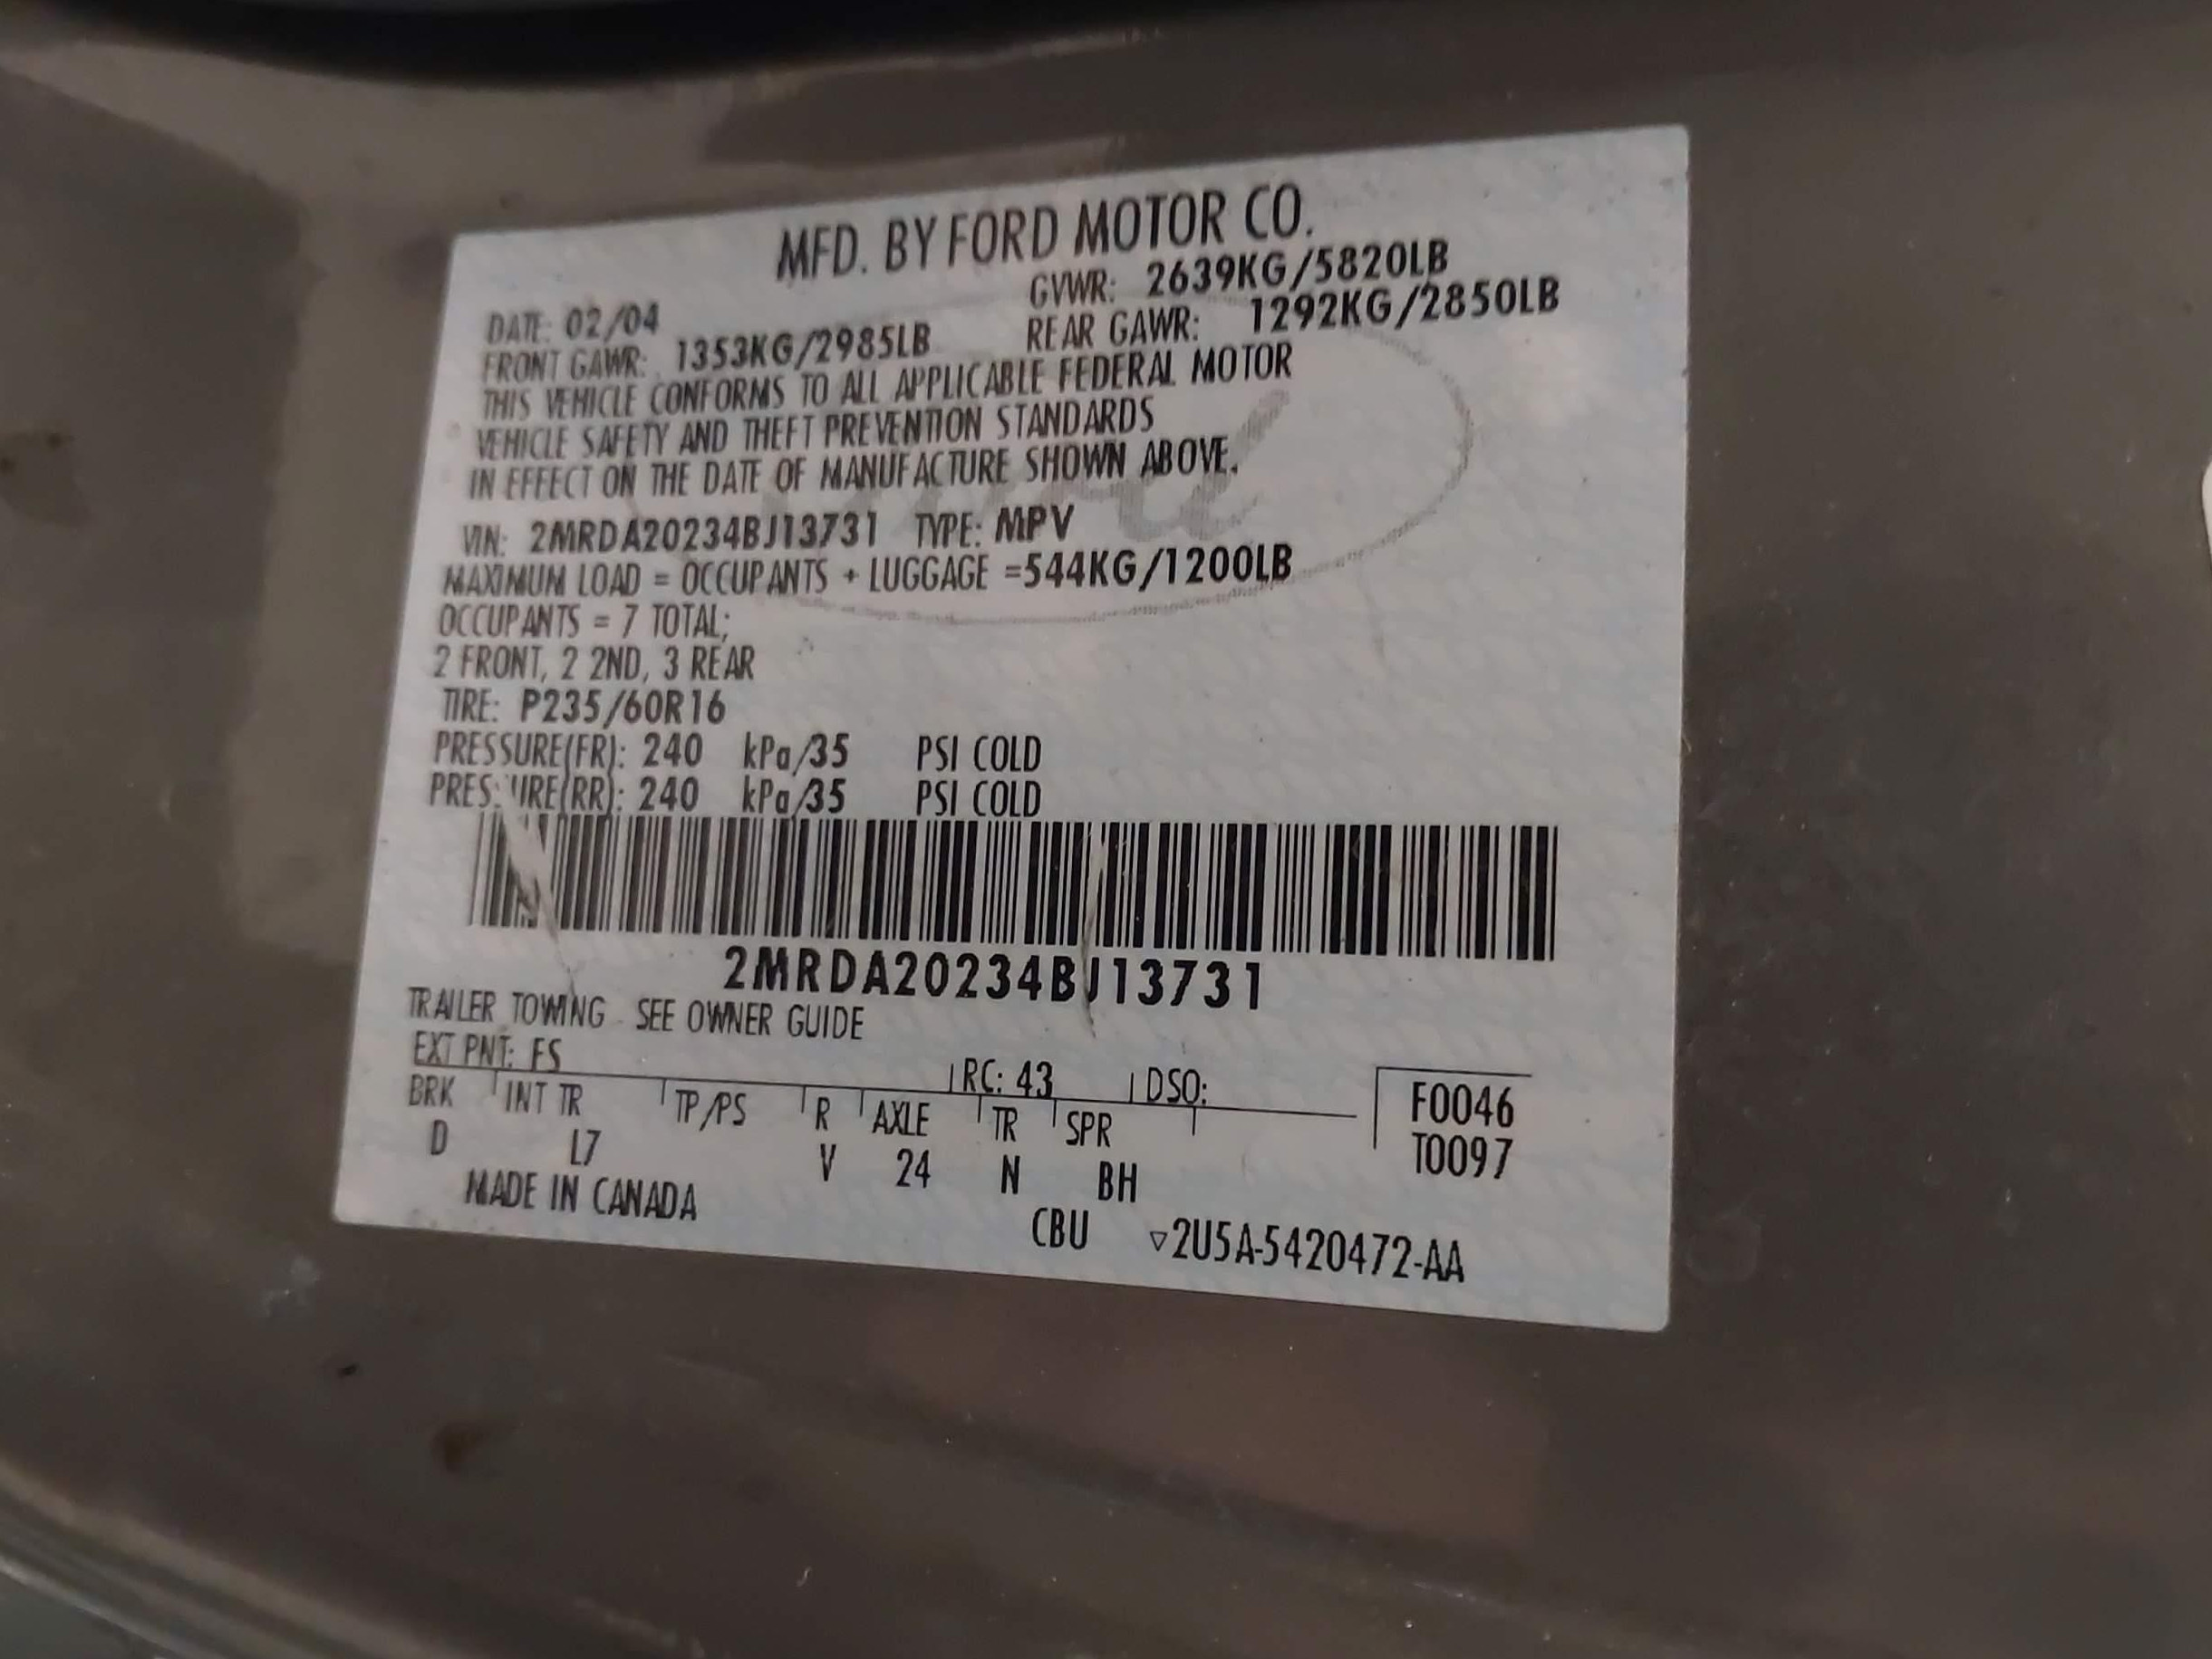 MFD. BY FORD MOTOR CO.
DATE: 02/04 GVWR: 2639KG/5820LB
FRONT GAWR: 1353KG/2985LB REAR GAWR: 1292KG/2850LB
THIS VEHICLE CONFORMS TO ALL APPLICABLE FEDERAL MOTOR
VEHICLE SAFETY AND THEFT PREVENTION STANDARDS
IN EFFECT ON THE DATE OF MANUFACTURE SHOWN ABOVE.
VIN: 2MRDA20234BJ13731 TYPE: MPV
MAXIMUM LOAD = OCCUPANTS + LUGGAGE =544KG/1200LB
OCCUPANTS = 7 TOTAL;
2 FRONT, 2 2ND, 3 REAR
TIRE: P235/60R16
PRESSURE(FR): 240 kPa/35 PSI COLD
PRESSURE(RR): 240 kPa/35 PSI COLD
2MRDA20234BJ13731
TRAILER TOWING - SEE OWNER GUIDE
EXT PNT: FS RC: 43 DSO: F0046
BRK INT TR TP/PS R AXLE TR SPR T0097
D L7 V 24 N BH
MADE IN CANADA CBU ▽2U5A-5420472-AA